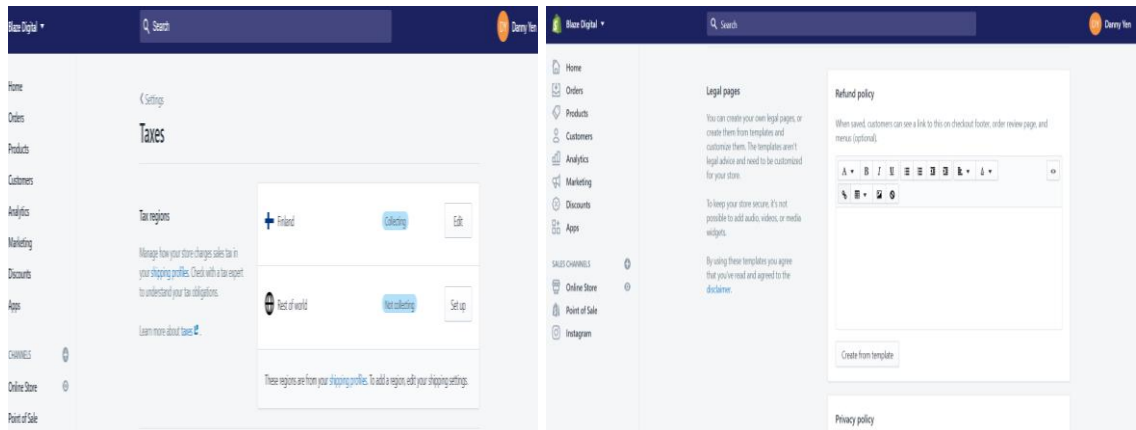 Blaze Digital
Search
DY
Danny Yen
Home
Orders
Products
Customers
Analytics
Marketing
Discounts
Apps
CHANNELS
Online Store
Point of Sale
Settings
Taxes
Tax regions
Manage how your store charges sales tax in
your shipping profiles. Check with a tax expert
to understand your tax obligations.
Learn more about taxes .
Finland
Collecting
Edit
Rest of world
Not collecting
Set up
These regions are from your shipping profiles. To add a region, edit your shipping settings.
Blaze Digital
Search
DY
Danny Yen
Home
Orders
Products
Customers
Analytics
Marketing
Discounts
Apps
SALES CHANNELS
Online Store
Point of Sale
Instagram
Legal pages
You can create your own legal pages, or
create them from templates and
customize them. The templates aren't
legal advice and need to be customized
for your store.
To keep your store secure, it's not
possible to add audio, videos, or media
widgets.
By using these templates you agree
that you've read and agreed to the
disclaimer.
Refund policy
When saved, customers can see a link to this on checkout footer, order review page, and
menus (optional).
A B I U
Create from template
Privacy policy